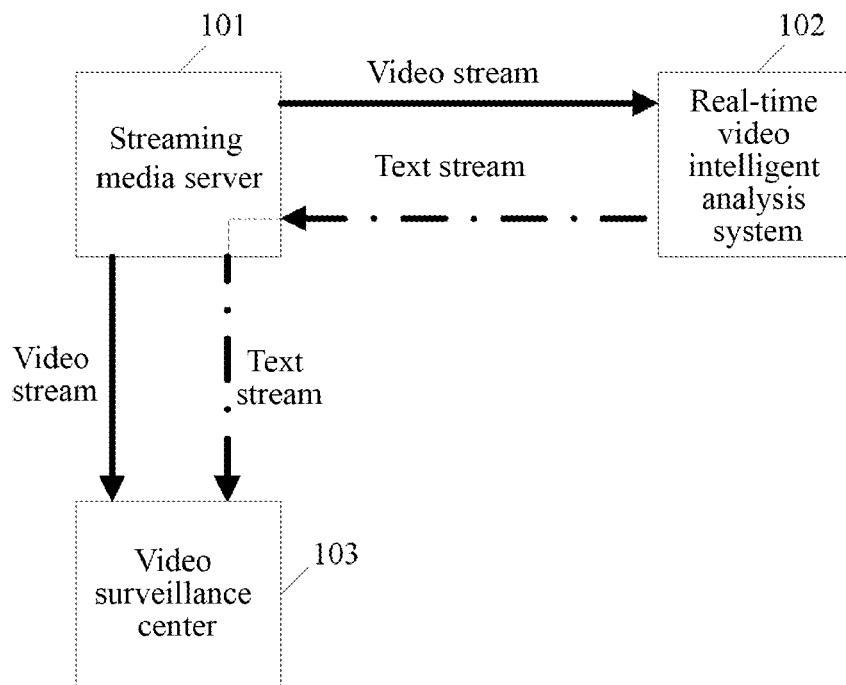 101
102
Video stream
Streaming
media server
Real-time
video
intelligent
analysis
system
Text stream
Video
stream
Text
stream
Video
surveillance
center
103